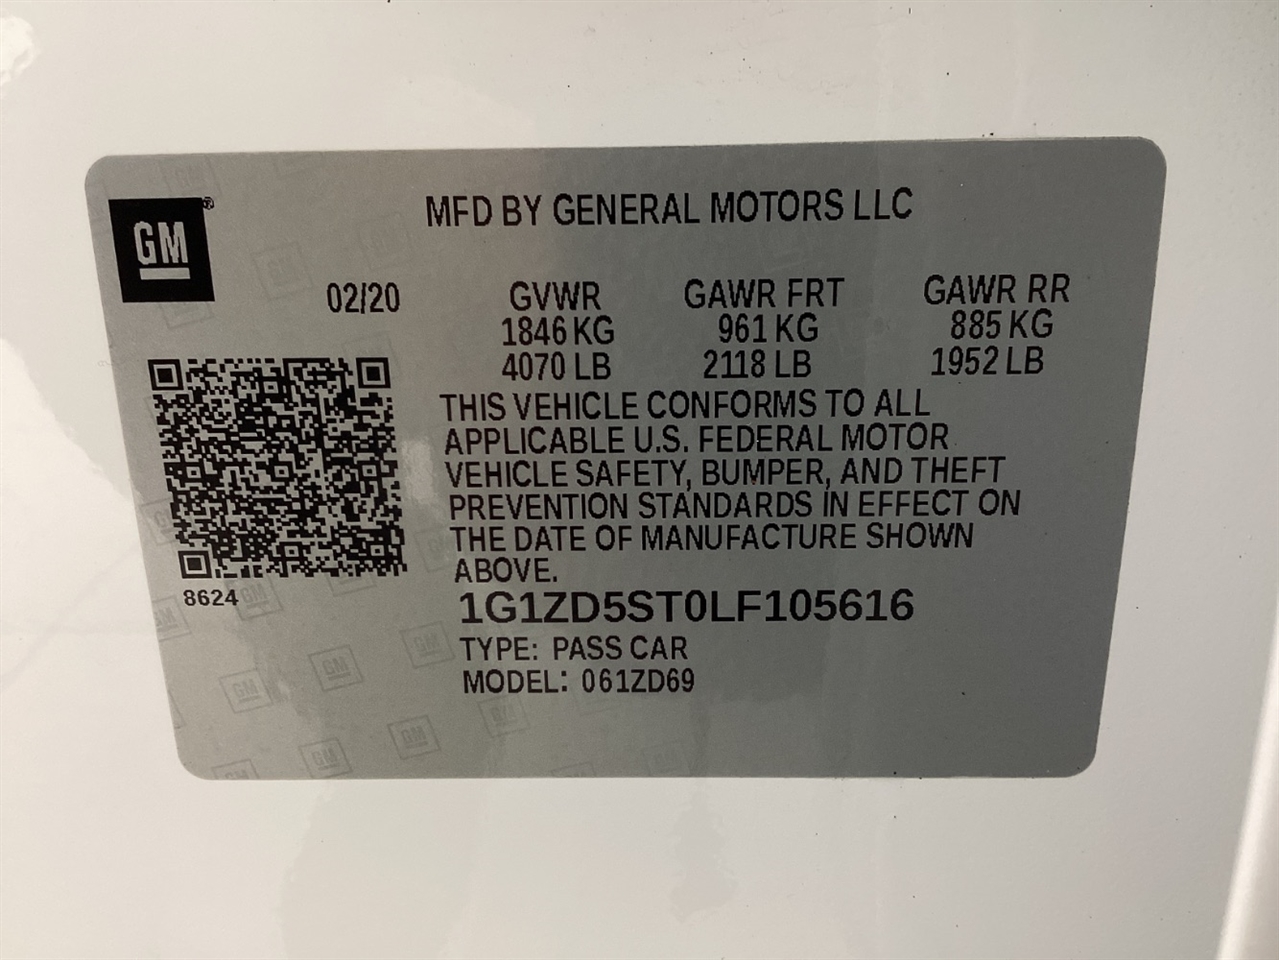 GM®
MFD BY GENERAL MOTORS LLC
02/20 GVWR GAWR FRT GAWR RR
1846 KG 961 KG 885 KG
4070 LB 2118 LB 1952 LB
THIS VEHICLE CONFORMS TO ALL
APPLICABLE U.S. FEDERAL MOTOR
VEHICLE SAFETY, BUMPER, AND THEFT
PREVENTION STANDARDS IN EFFECT ON
THE DATE OF MANUFACTURE SHOWN
ABOVE.
8624
1G1ZD5ST0LF105616
TYPE: PASS CAR
MODEL: 061ZD69